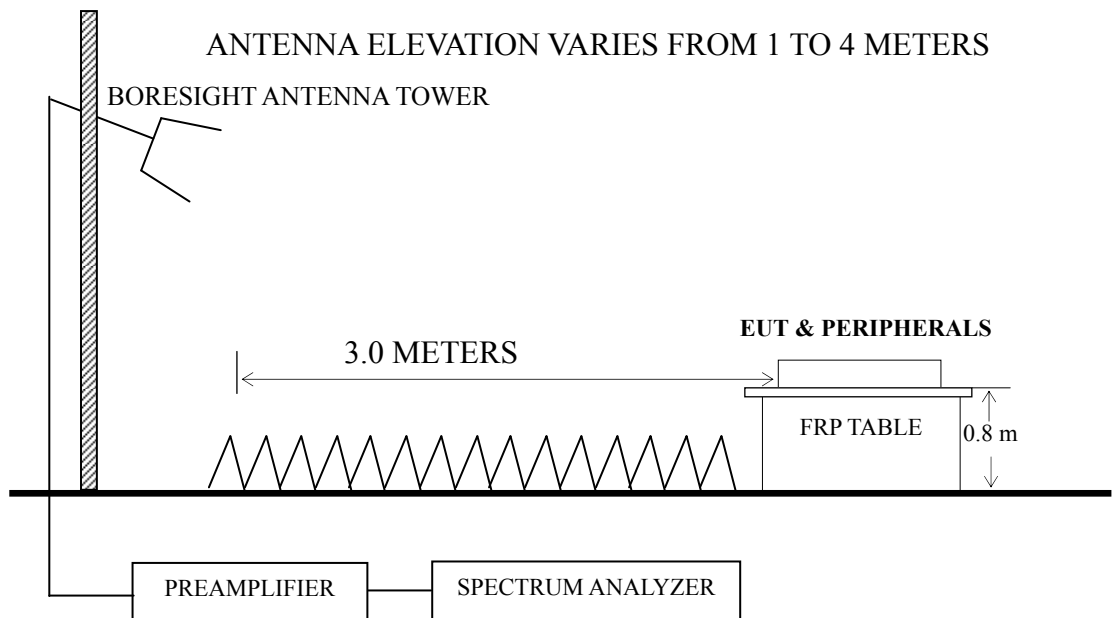 ANTENNA ELEVATION VARIES FROM 1 TO 4 METERS
BORESIGHT ANTENNA TOWER
EUT & PERIPHERALS
3.0 METERS
FRP TABLE
0.8 m
PREAMPLIFIER
SPECTRUM ANALYZER